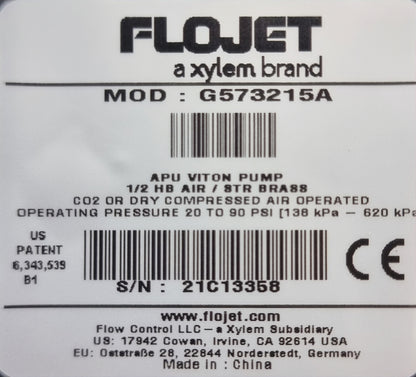 FLOJET
a xylem brand
MOD : G573215A
APU VITON PUMP
1/2 HB AIR / STR BRASS
CO2 OR DRY COMPRESSED AIR OPERATED
OPERATING PRESSURE 20 TO 90 PSI [138 kPa – 620 kPa
US
PATENT
6,343,539
B1
CE
S/N : 21C13358
www.flojet.com
Flow Control LLC – a Xylem Subsidiary
US: 17942 Cowan, Irvine, CA 92614 USA
EU: Oststraße 28, 22844 Norderstedt, Germany
Made in : China